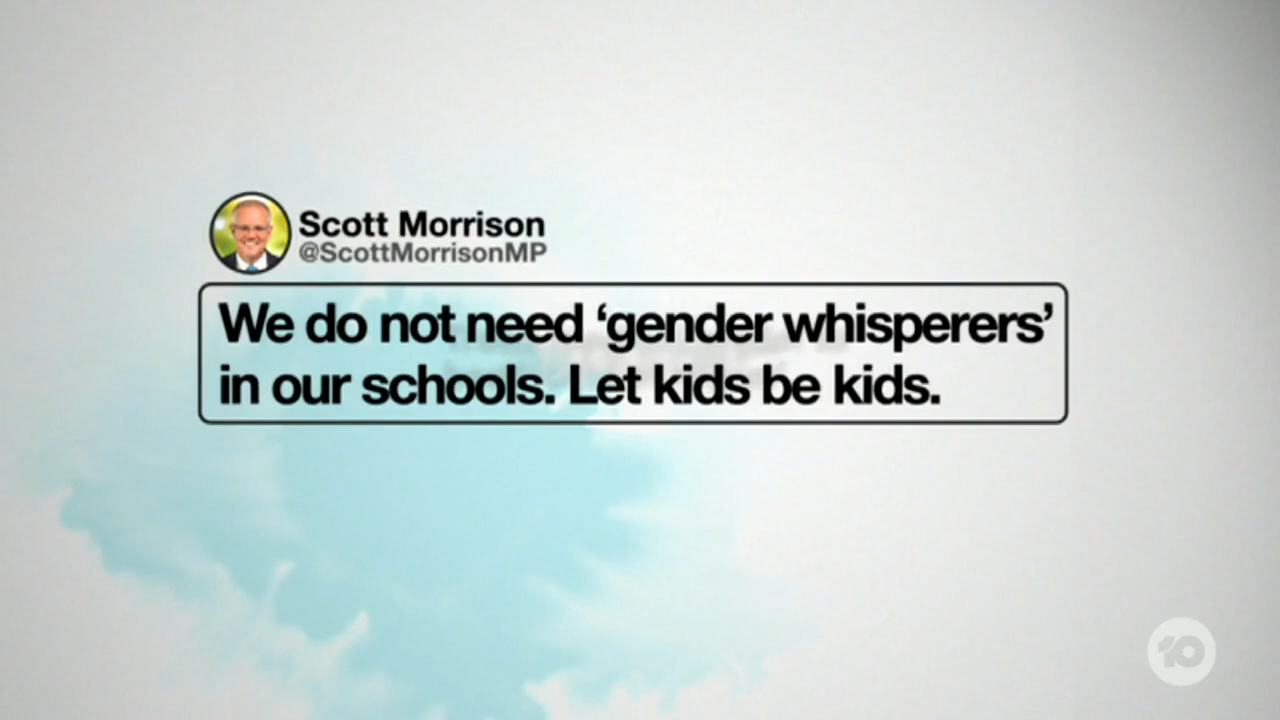 Scott Morrison
@ScottMorrisonMP
We do not need ‘gender whisperers’
in our schools. Let kids be kids.
10